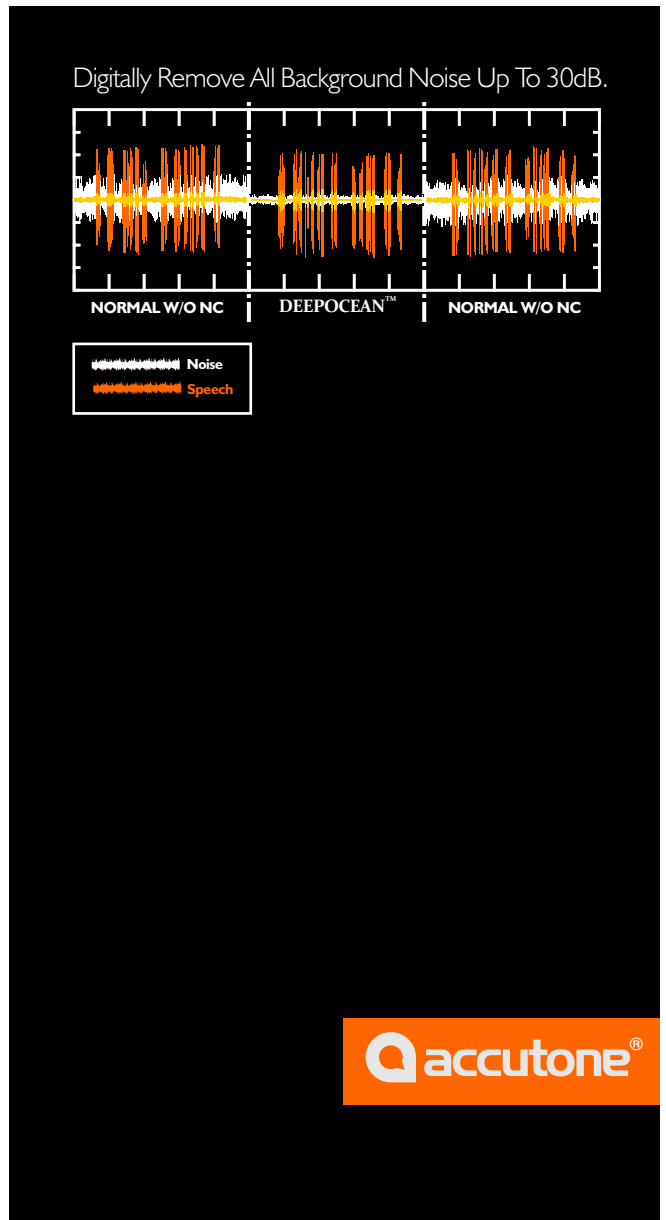 Digitally Remove All Background Noise Up To 30dB.
NORMAL W/O NC
DEEPOCEAN™
NORMAL W/O NC
Noise
Speech
accutone®